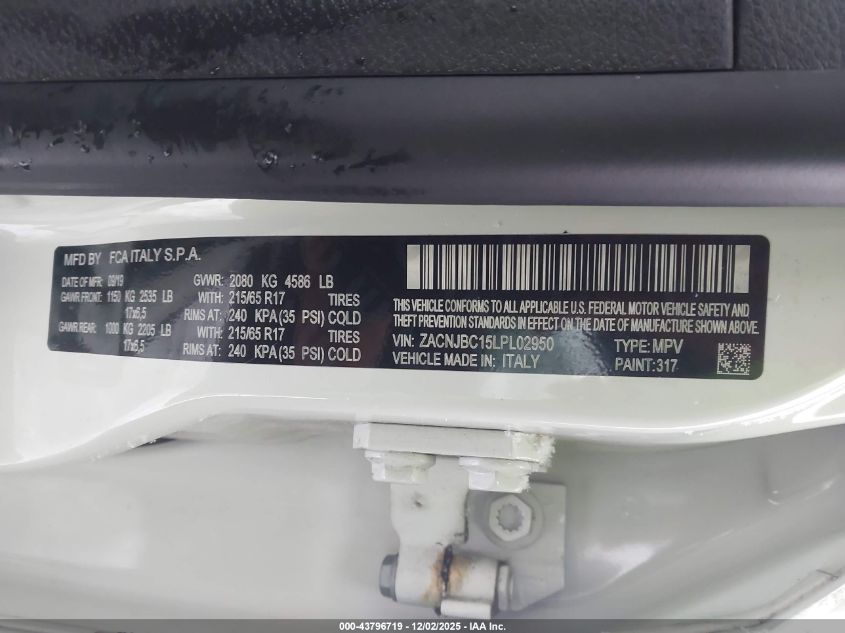 MFD BY FCA ITALY S.P.A.
DATE OF MFR: 09/19 GVWR: 2080 KG 4586 LB
GAWR FRONT: 1150 KG 2535 LB WITH: 215/65 R17 TIRES
17x6,5 RIMS AT: 240 KPA (35 PSI) COLD
GAWR REAR: 1000 KG 2205 LB WITH: 215/65 R17 TIRES
17x6,5 RIMS AT: 240 KPA (35 PSI) COLD
THIS VEHICLE CONFORMS TO ALL APPLICABLE U.S. FEDERAL MOTOR VEHICLE SAFETY AND
THEFT PREVENTION STANDARDS IN EFFECT ON THE DATE OF MANUFACTURE SHOWN ABOVE
VIN: ZACNJBC15LPL02950 TYPE: MPV
VEHICLE MADE IN: ITALY PAINT:317
000-43796719 - 12/02/2025 - IAA Inc.